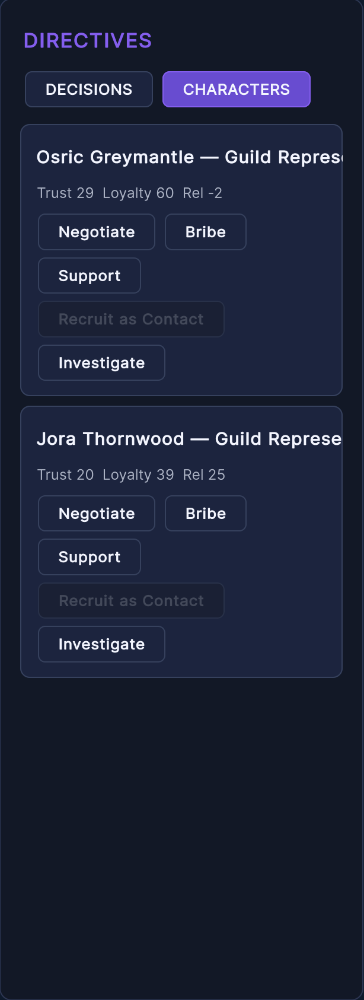 DIRECTIVES
DECISIONS CHARACTERS
Osric Greymantle — Guild Represe
Trust 29 Loyalty 60 Rel -2
Negotiate Bribe
Support
Recruit as Contact
Investigate
Jora Thornwood — Guild Represe
Trust 20 Loyalty 39 Rel 25
Negotiate Bribe
Support
Recruit as Contact
Investigate